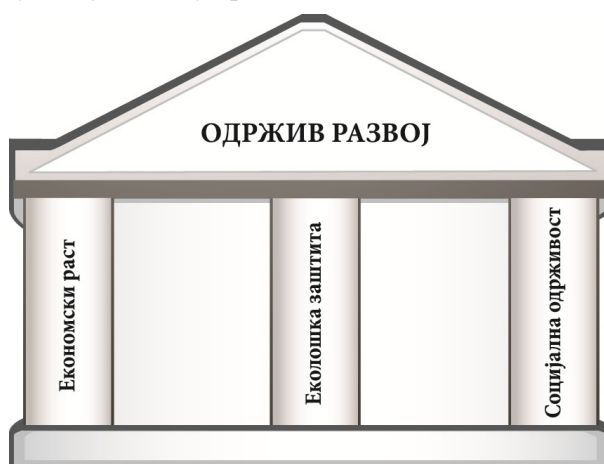 ОДРЖИВ РАЗВОЈ
Економски раст
Еколошка заштита
Социјална одрживост